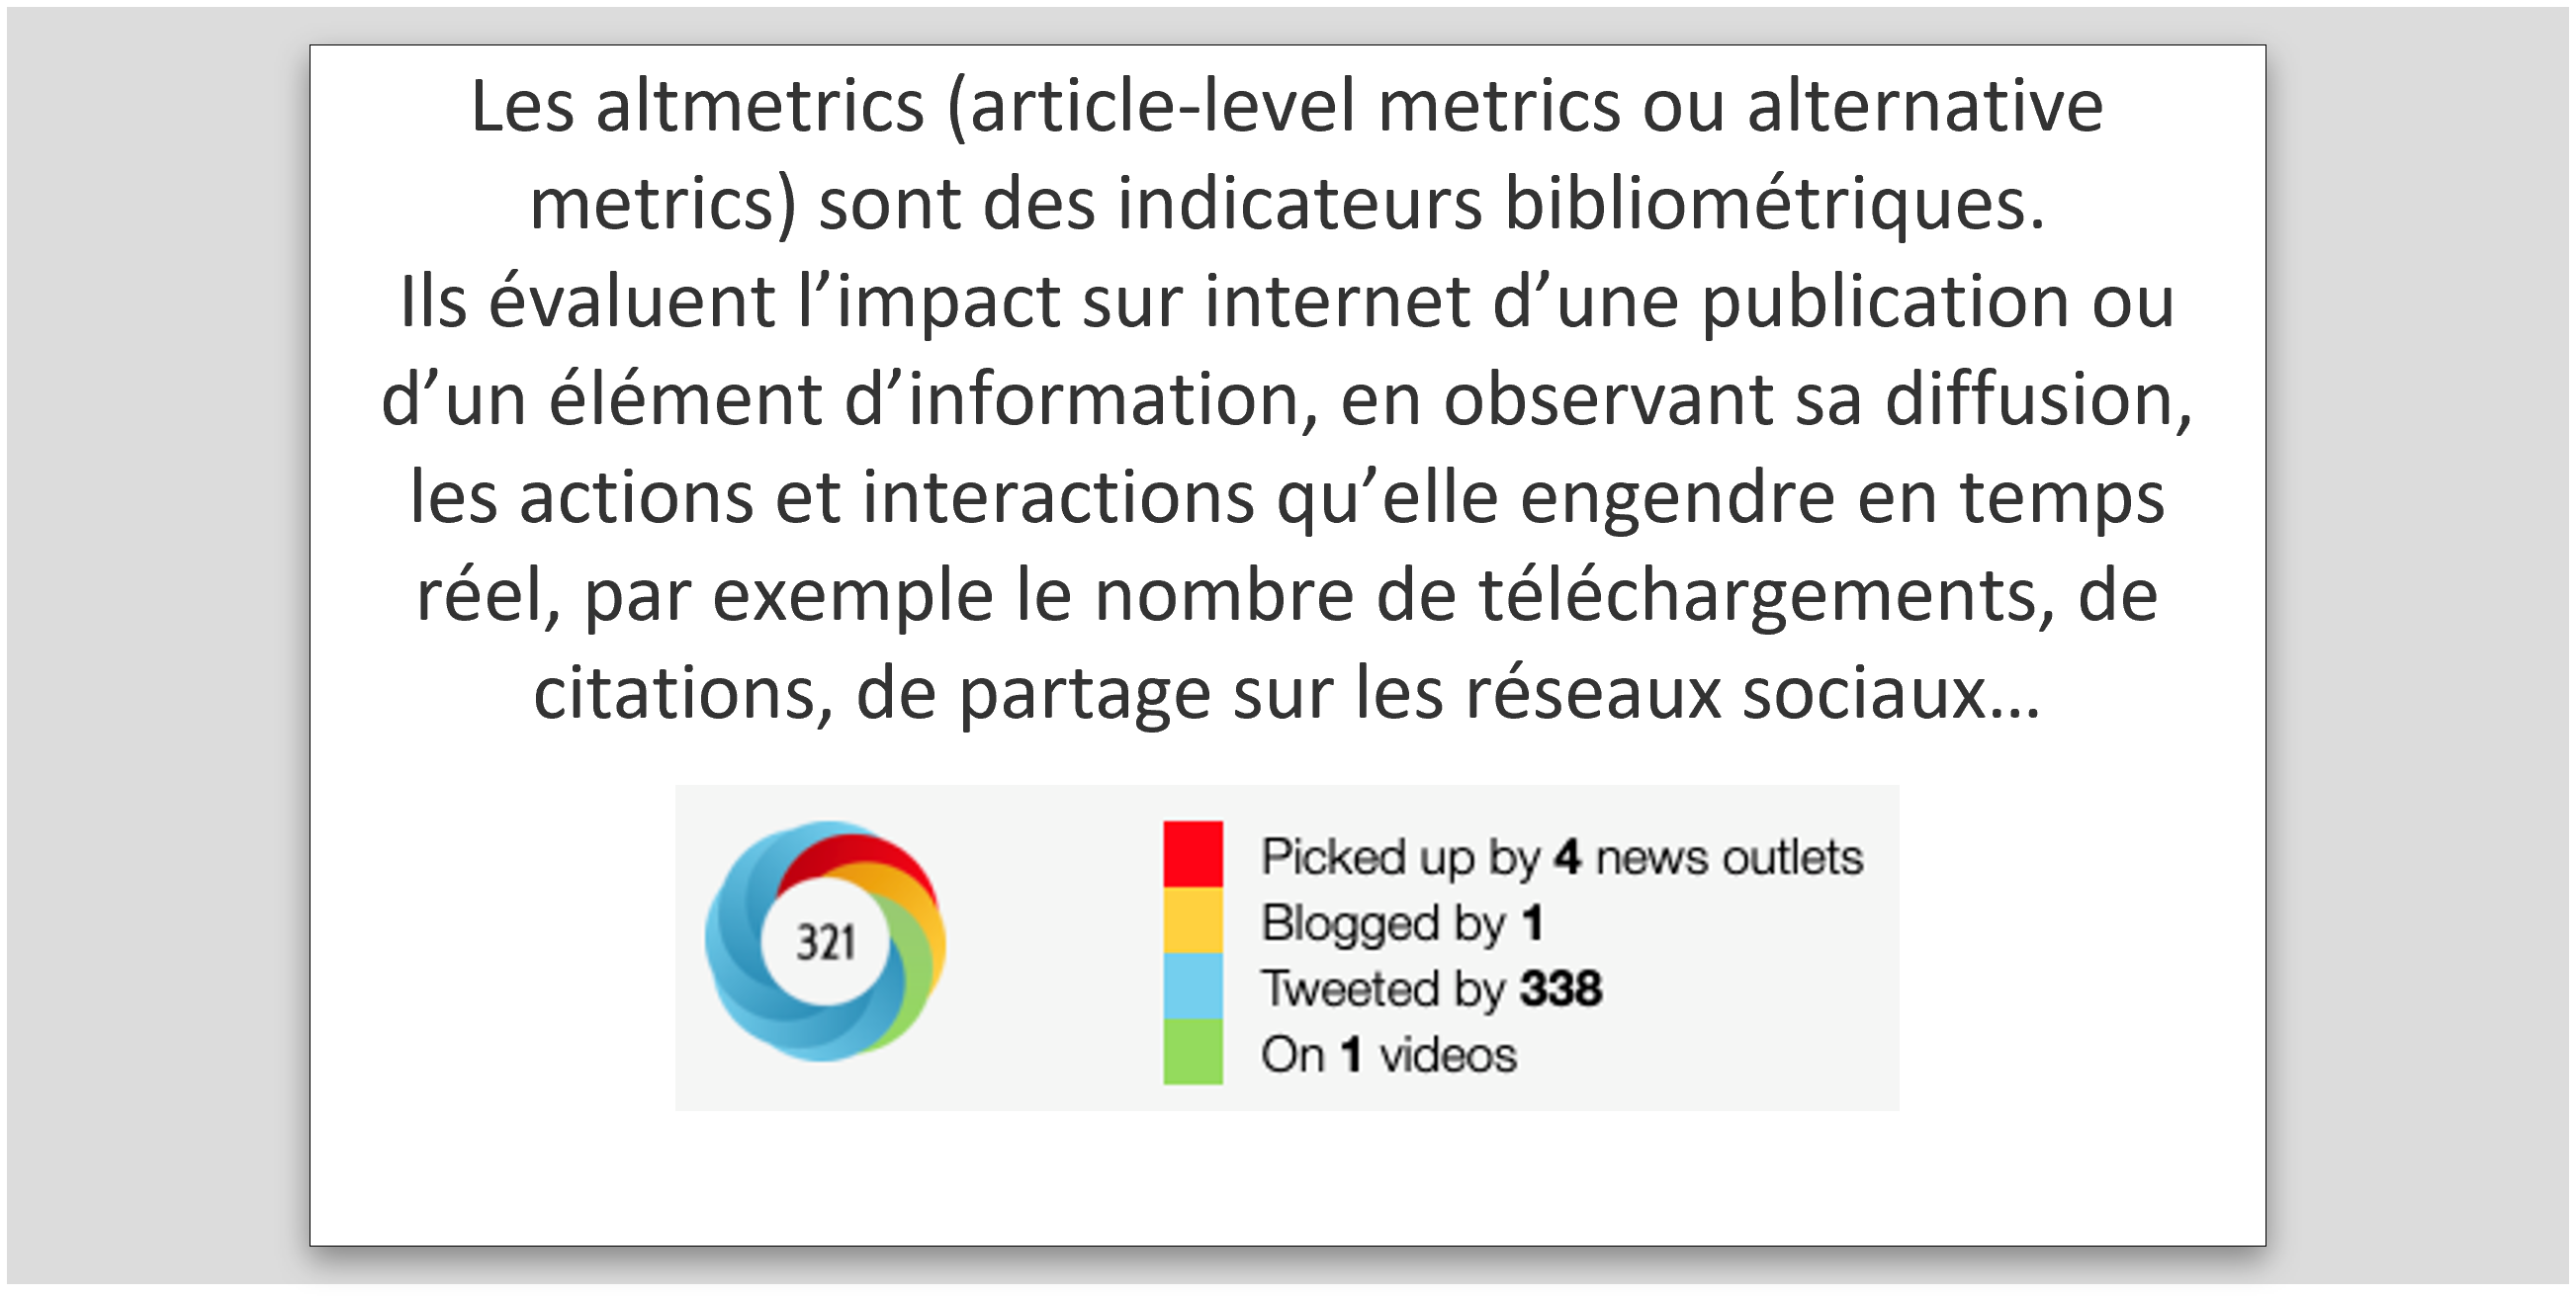 Les altmetrics (article-level metrics ou alternative
metrics) sont des indicateurs bibliométriques.
Ils évaluent l’impact sur internet d’une publication ou
d’un élément d’information, en observant sa diffusion,
les actions et interactions qu’elle engendre en temps
réel, par exemple le nombre de téléchargements, de
citations, de partage sur les réseaux sociaux…
321
Picked up by 4 news outlets
Blogged by 1
Tweeted by 338
On 1 videos